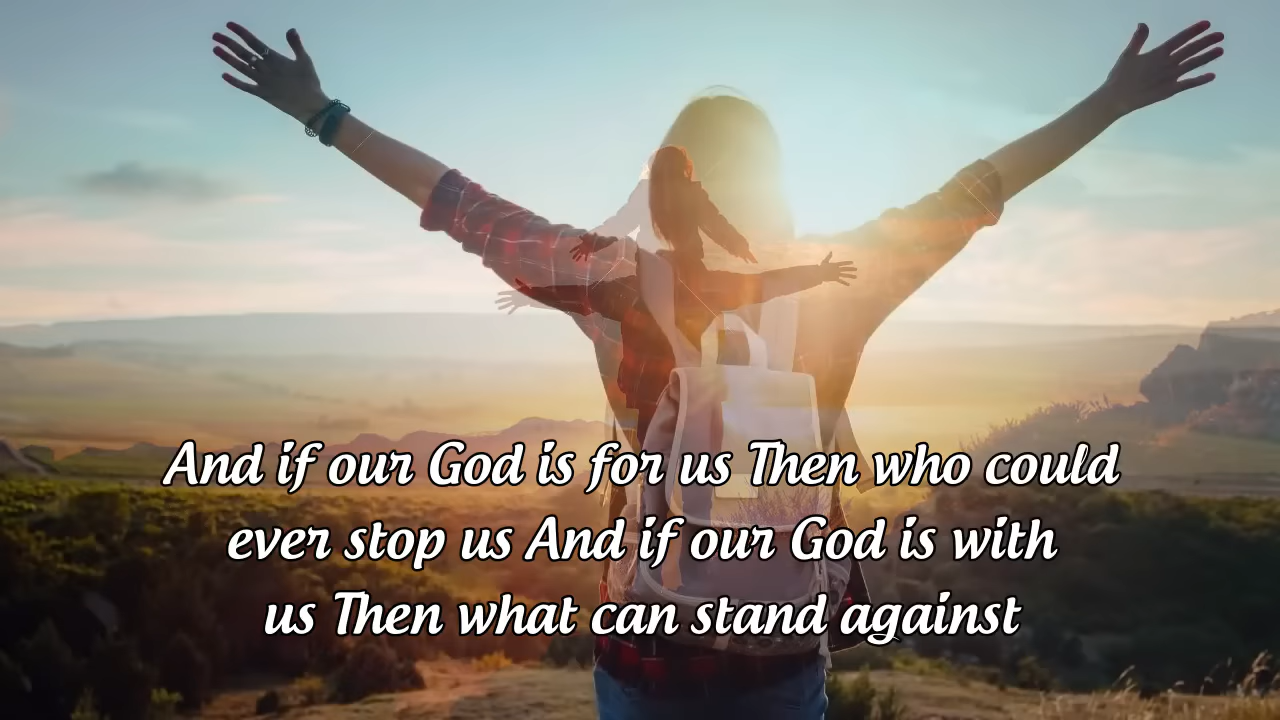 And if our God is for us Then who could
ever stop us And if our God is with
us Then what can stand against